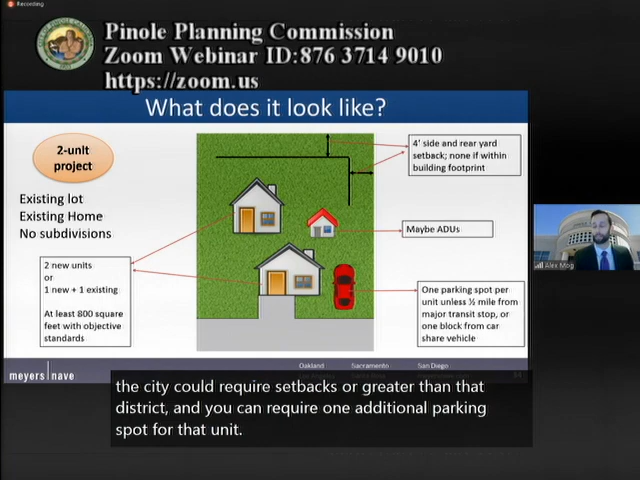 Recording
Pinole Planning Commission
Zoom Webinar ID:876 3714 9010
https://zoom.us
What does it look like?
2-unit
project
Existing lot
Existing Home
No subdivisions
2 new units
or
1 new + 1 existing
At least 800 square
feet with objective
standards
4' side and rear yard
setback; none if within
building footprint
Maybe ADUs
One parking spot per
unit unless ½ mile from
major transit stop, or
one block from car
share vehicle
Alex Mog
meyers nave
Oakland Sacramento San Diego
the city could require setbacks or greater than that
district, and you can require one additional parking
spot for that unit.